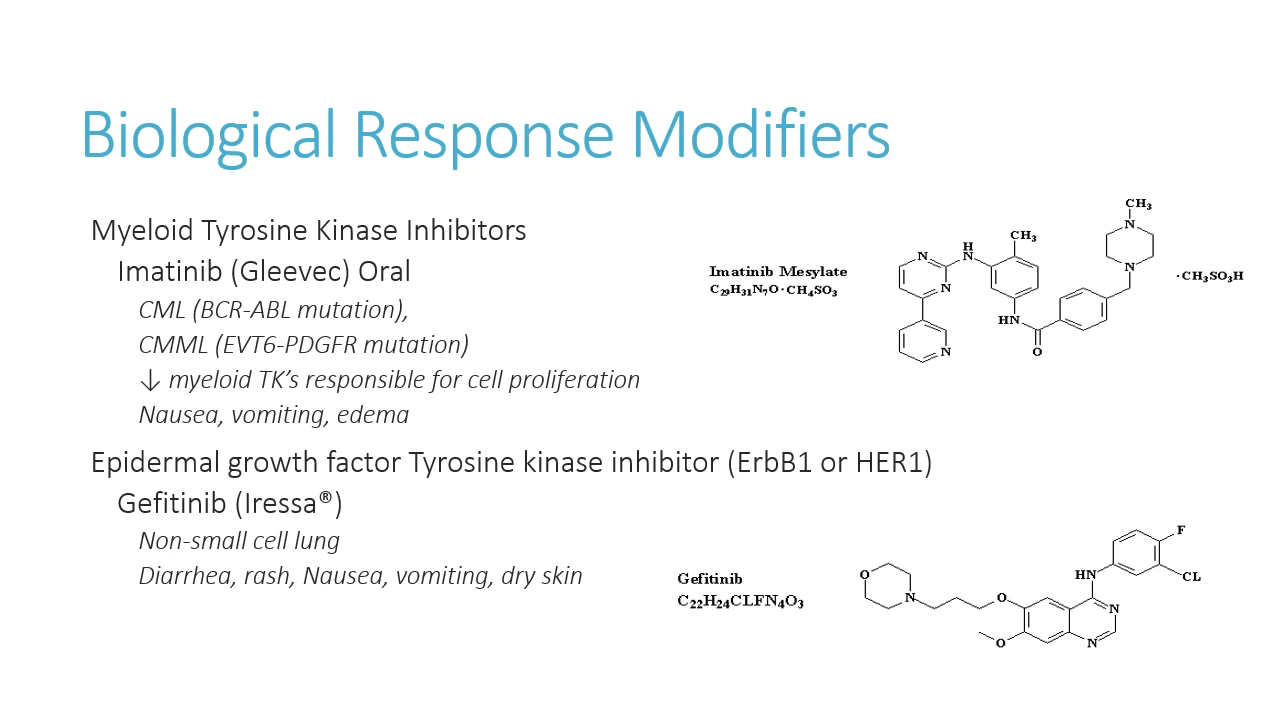 Biological Response Modifiers
Myeloid Tyrosine Kinase Inhibitors
Imatinib (Gleevec) Oral
CML (BCR-ABL mutation),
CMML (EVT6-PDGFR mutation)
↓ myeloid TK’s responsible for cell proliferation
Nausea, vomiting, edema
Imatinib Mesylate
C₂₉H₃₁N₇O·CH₄SO₃
CH₃
N
N
·CH₃SO₃H
CH₃
H
N
N
N
HN
O
N
Epidermal growth factor Tyrosine kinase inhibitor (ErbB1 or HER1)
Gefitinib (Iressa®)
Non-small cell lung
Diarrhea, rash, Nausea, vomiting, dry skin
Gefitinib
C₂₂H₂₄CLFN₄O₃
F
CL
HN
O
N
O
N
O
N